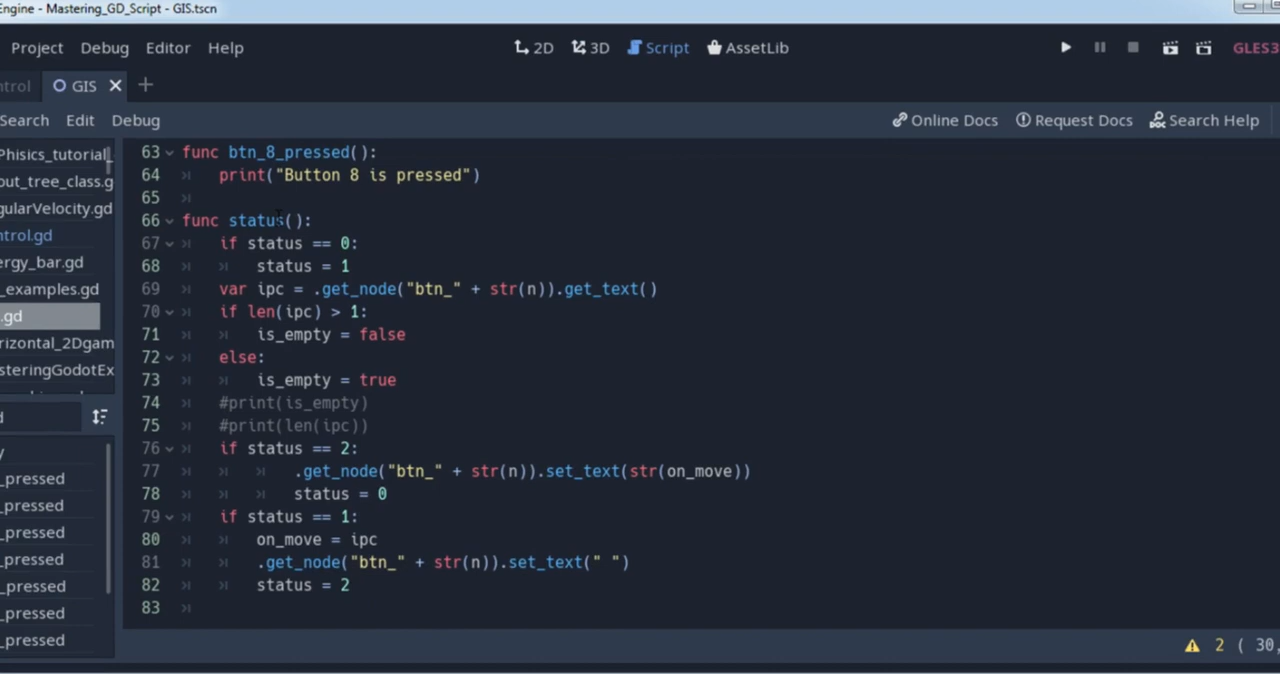 Engine - Mastering_GD_Script - GIS.tscn
Project Debug Editor Help 2D 3D Script AssetLib GLES3
ntrol GIS
Search Edit Debug Online Docs Request Docs Search Help
Phisics_tutorial_
out_tree_class.g
gularVelocity.gd
ntrol.gd
ergy_bar.gd
_examples.gd
.gd
rizontal_2Dgam
steringGodotEx
d
y
_pressed
_pressed
_pressed
_pressed
_pressed
_pressed
_pressed
63 func btn_8_pressed():
64 print("Button 8 is pressed")
65
66 func status():
67 if status == 0:
68 status = 1
69 var ipc = .get_node("btn_" + str(n)).get_text()
70 if len(ipc) > 1:
71 is_empty = false
72 else:
73 is_empty = true
74 #print(is_empty)
75 #print(len(ipc))
76 if status == 2:
77 .get_node("btn_" + str(n)).set_text(str(on_move))
78 status = 0
79 if status == 1:
80 on_move = ipc
81 .get_node("btn_" + str(n)).set_text(" ")
82 status = 2
83
2 ( 30,